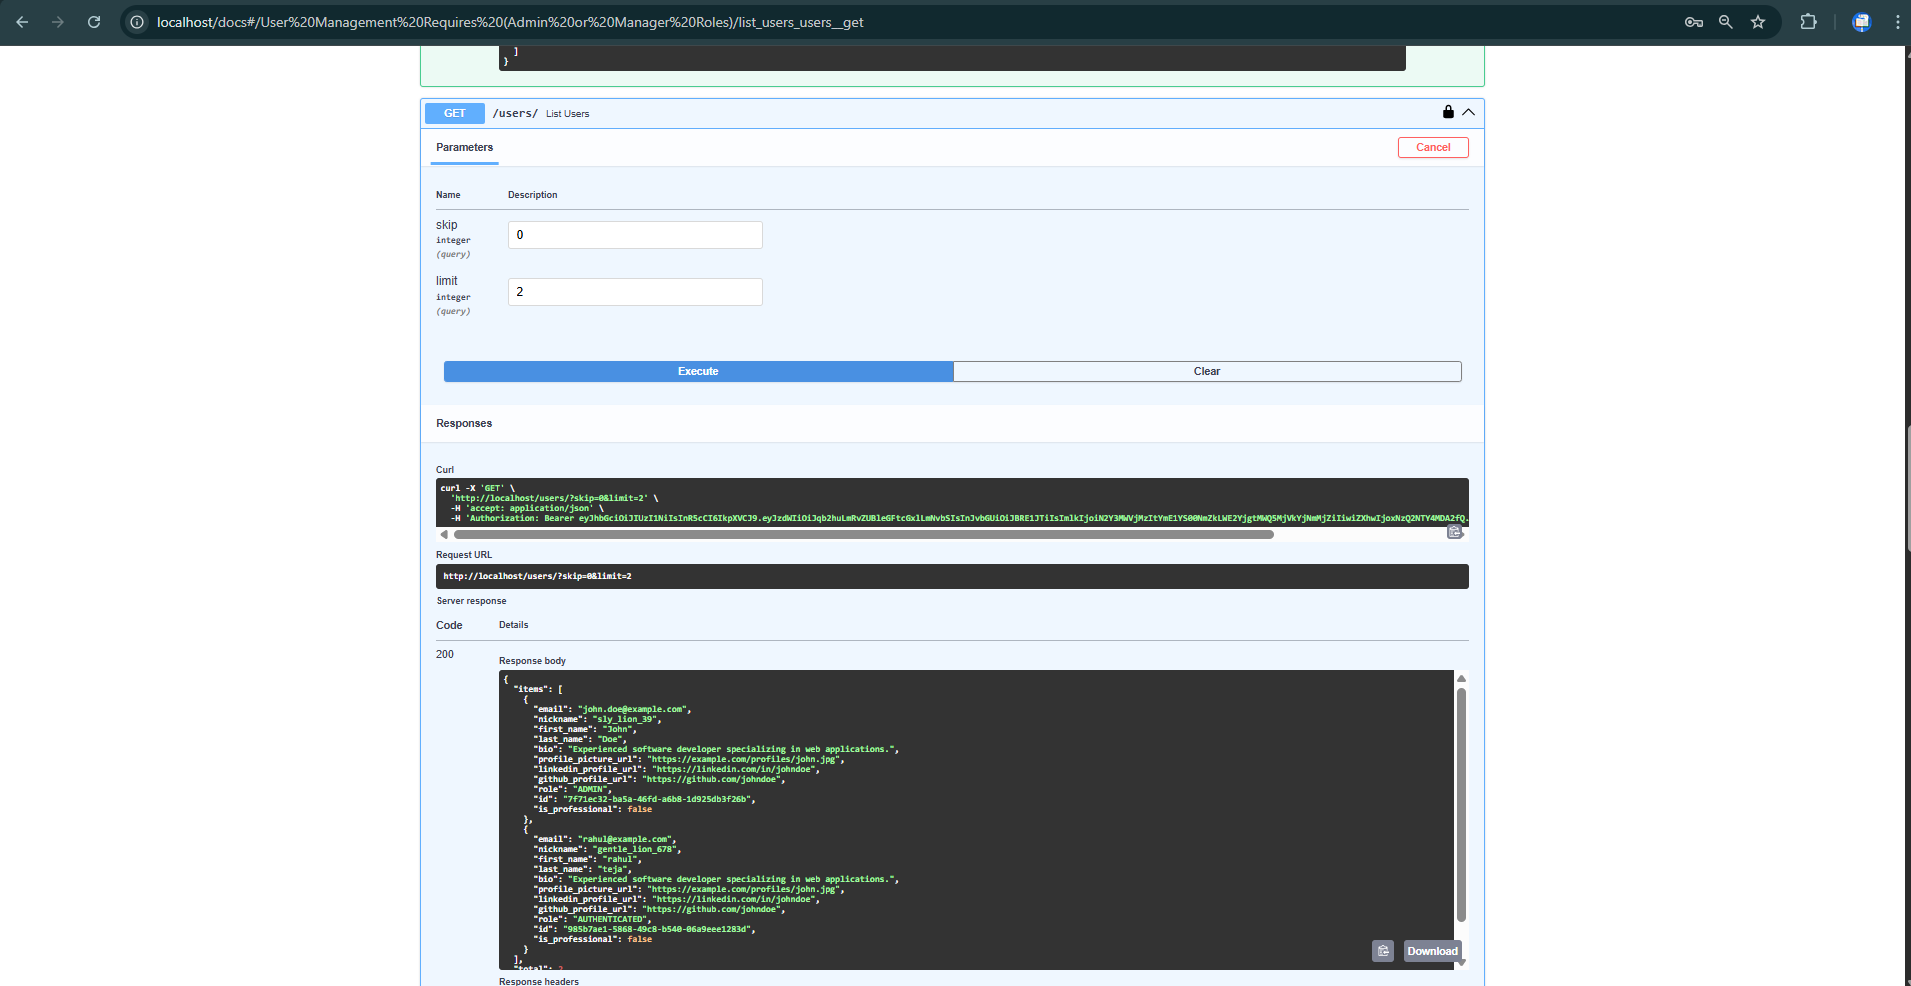 localhost/docs#/User%20Management%20Requires%20(Admin%20or%20Manager%20Roles)/list_users_users__get
]
}
GET /users/ List Users
Parameters
Cancel
Name Description
skip
integer
(query)
0
limit
integer
(query)
2
Execute
Clear
Responses
Curl
curl -X 'GET' \
'http://localhost/users/?skip=0&limit=2' \
-H 'accept: application/json' \
-H 'Authorization: Bearer
Request URL
http://localhost/users/?skip=0&limit=2
Server response
Code Details
200
Response body
{
"items": [
{
"email": "john.doe@example.com",
"nickname": "sly_lion_39",
"first_name": "John",
"last_name": "Doe",
"bio": "Experienced software developer specializing in web applications.",
"profile_picture_url": "https://example.com/profiles/john.jpg",
"linkedin_profile_url": "https://linkedin.com/in/johndoe",
"github_profile_url": "https://github.com/johndoe",
"role": "ADMIN",
"id": "7f71ec32-ba5a-46fd-a6b8-1d925db3f26b",
"is_professional": false
},
{
"email": "rahul@example.com",
"nickname": "gentle_lion_678",
"first_name": "rahul",
"last_name": "teja",
"bio": "Experienced software developer specializing in web applications.",
"profile_picture_url": "https://example.com/profiles/john.jpg",
"linkedin_profile_url": "https://linkedin.com/in/johndoe",
"github_profile_url": "https://github.com/johndoe",
"role": "AUTHENTICATED",
"id": "985b7ae1-5868-49c8-b540-06a9eee1283d",
"is_professional": false
}
],
"total":
Download
Response headers